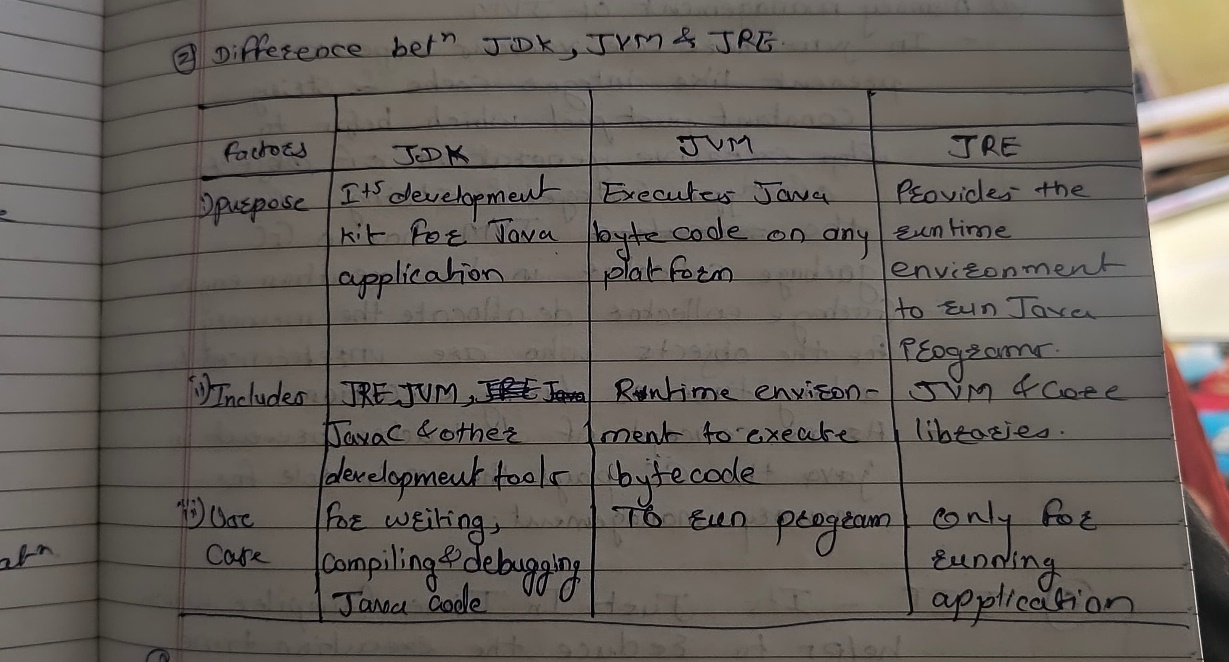 ② Difference betⁿ JDK, JVM & JRE.
Factors JDK JVM JRE
i) purpose Its development Executes Java Provides the
kit for Java byte code on any runtime
application platform environment
to run Java
Programs.
ii) Includes JRE JVM, Runtime environ- JVM & Core
JavaC & other ment to execute libraries.
development tools bytecode
iii) Use For writing, To run program only for
Case compiling & debugging running
Java code application